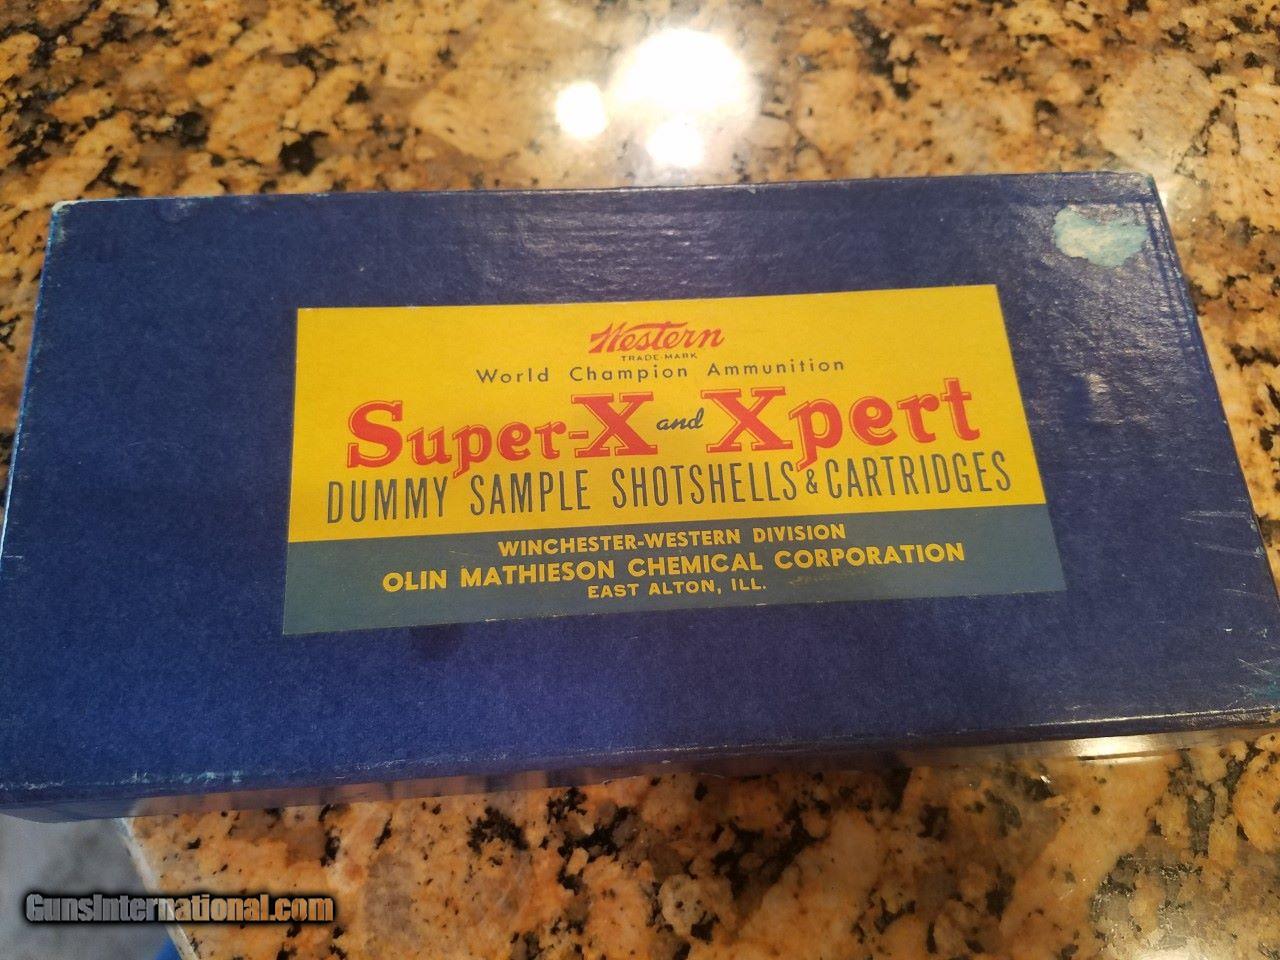 Western
TRADE-MARK
World Champion Ammunition
Super-X and Xpert
DUMMY SAMPLE SHOTSHELLS & CARTRIDGES
WINCHESTER-WESTERN DIVISION
OLIN MATHIESON CHEMICAL CORPORATION
EAST ALTON, ILL.
GunsInternational.com